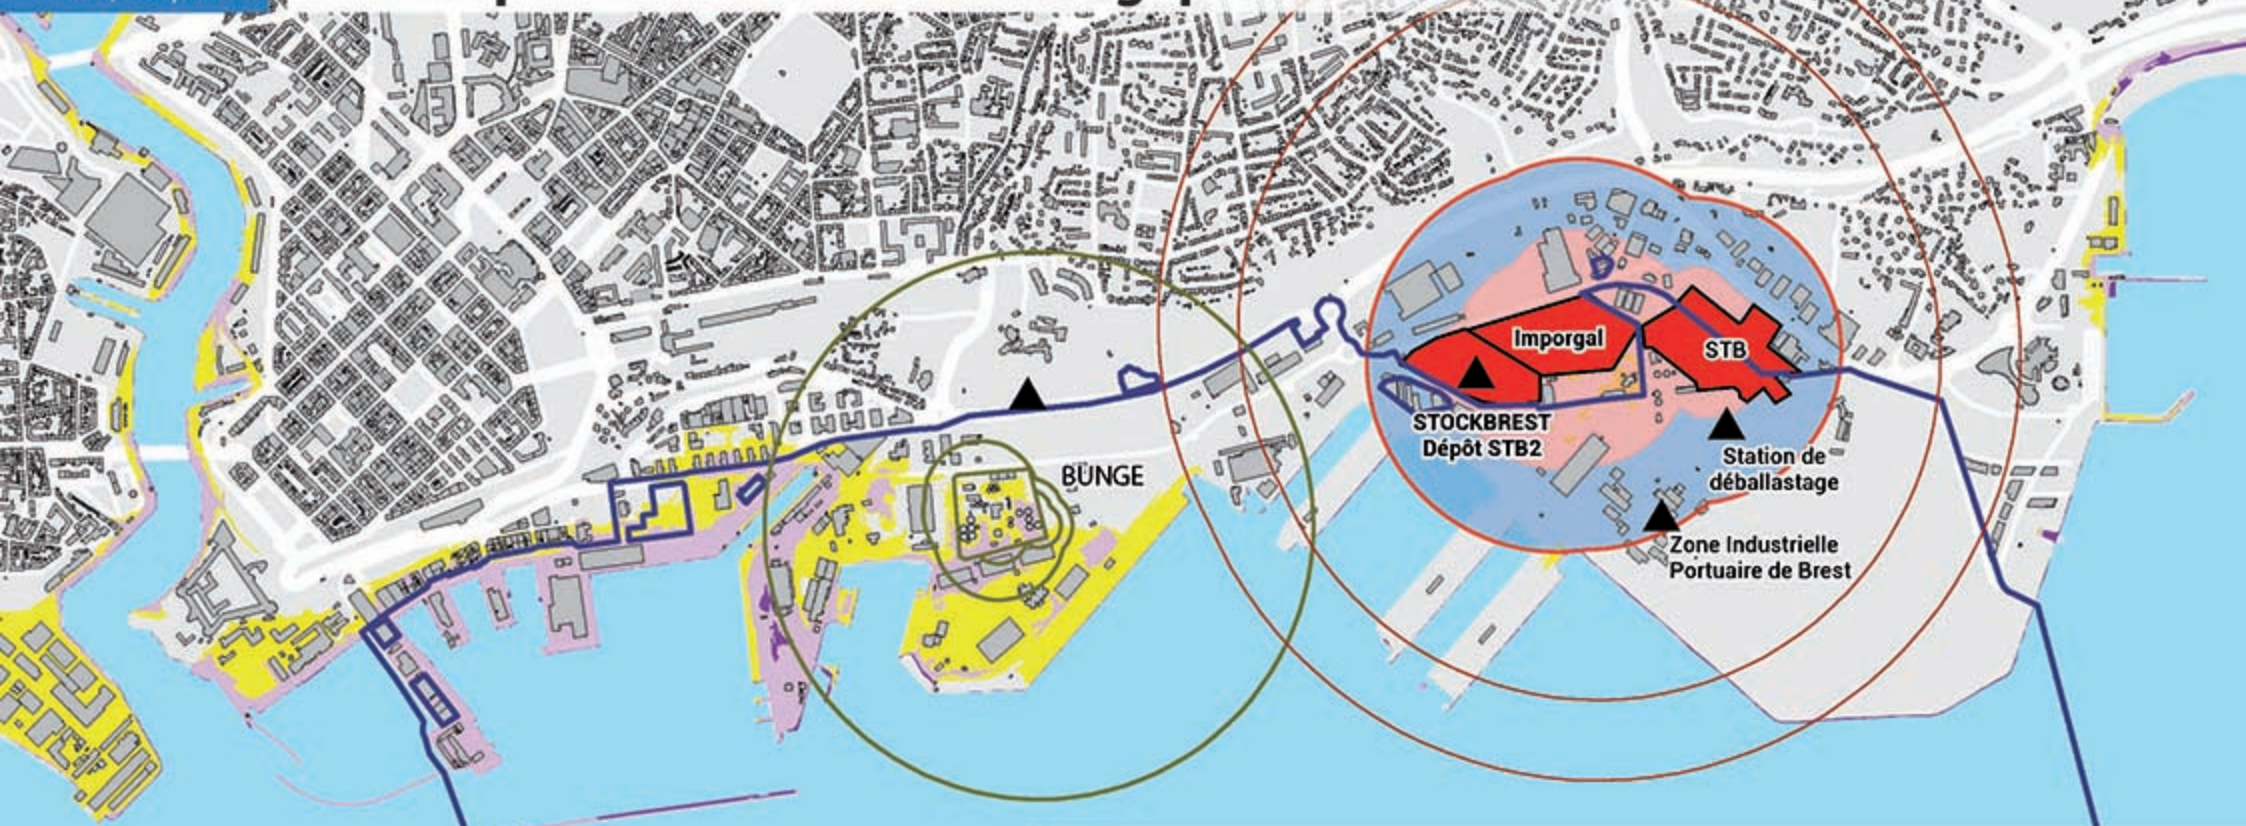 Imporgal
STB
STOCKBREST
Dépôt STB2
BUNGE
Station de
déballastage
Zone Industrielle
Portuaire de Brest